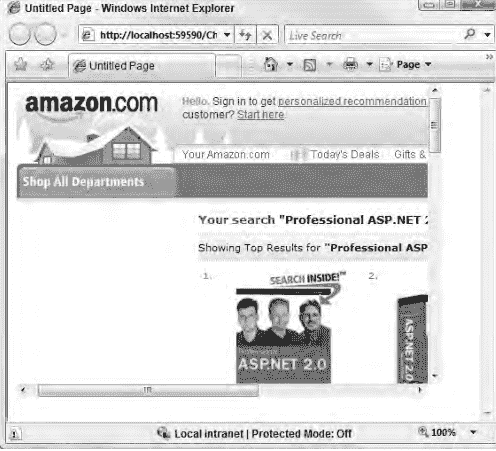 Untitled Page - Windows Internet Explorer
http://localhost:59590/Ch
Live Search
Untitled Page
Page
amazon.com
Hello. Sign in to get personalized recommendation
customer? Start here
Your Amazon.com Today's Deals Gifts &
Shop All Departments
Your search "Professional ASP.NET 2
Showing Top Results for "Professional ASP
1. 2.
SEARCH INSIDE!™
ASP.NET 2.0
ASP.NET 2.0
Local intranet | Protected Mode: Off
100%